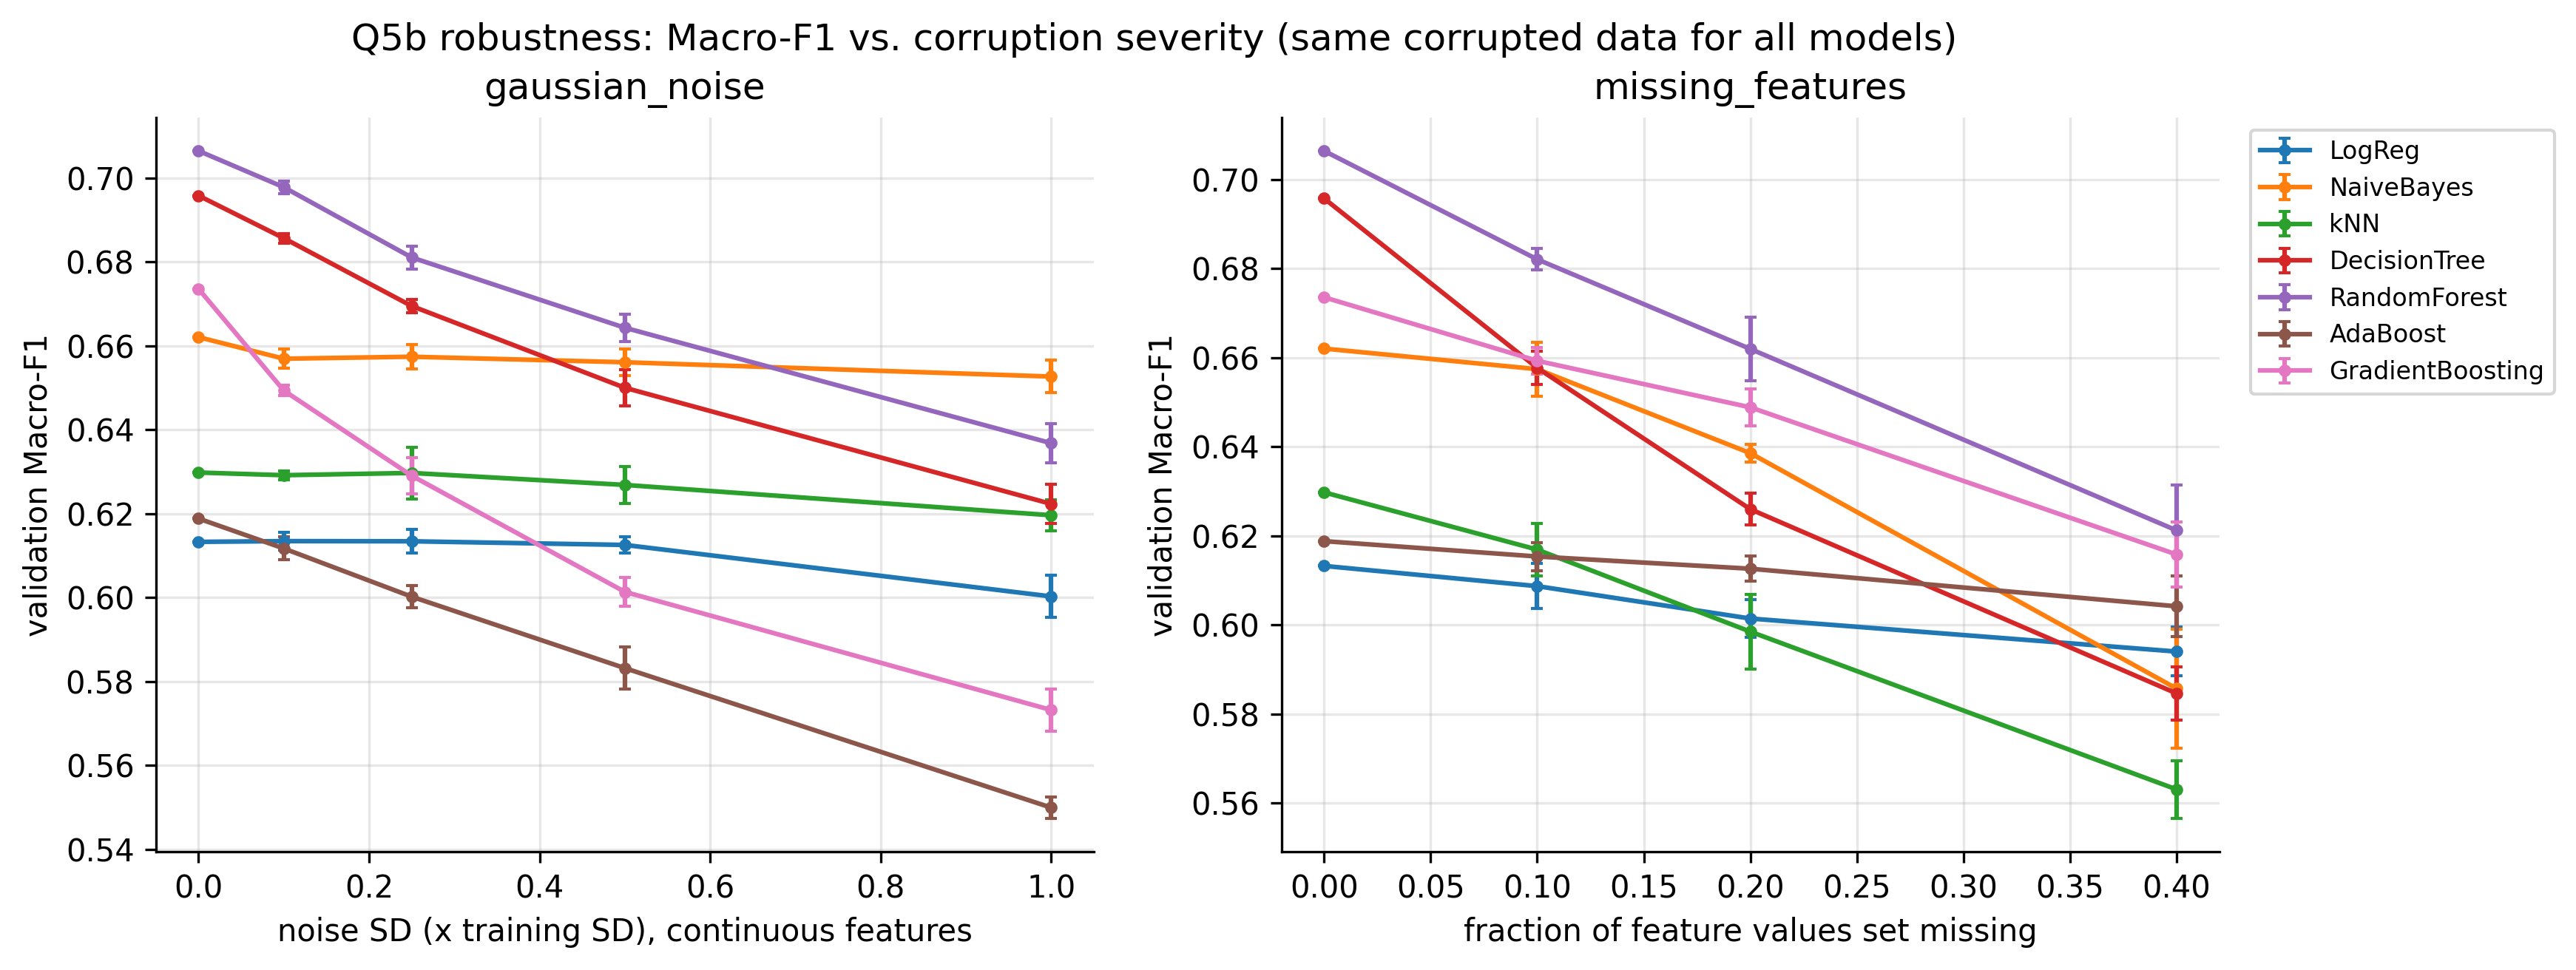 Q5b robustness: Macro-F1 vs. corruption severity (same corrupted data for all models)
gaussian_noise
validation Macro-F1
0.70
0.68
0.66
0.64
0.62
0.60
0.58
0.56
0.54
0.0 0.2 0.4 0.6 0.8 1.0
noise SD (x training SD), continuous features
missing_features
validation Macro-F1
0.70
0.68
0.66
0.64
0.62
0.60
0.58
0.56
0.00 0.05 0.10 0.15 0.20 0.25 0.30 0.35 0.40
fraction of feature values set missing
LogReg
NaiveBayes
kNN
DecisionTree
RandomForest
AdaBoost
GradientBoosting